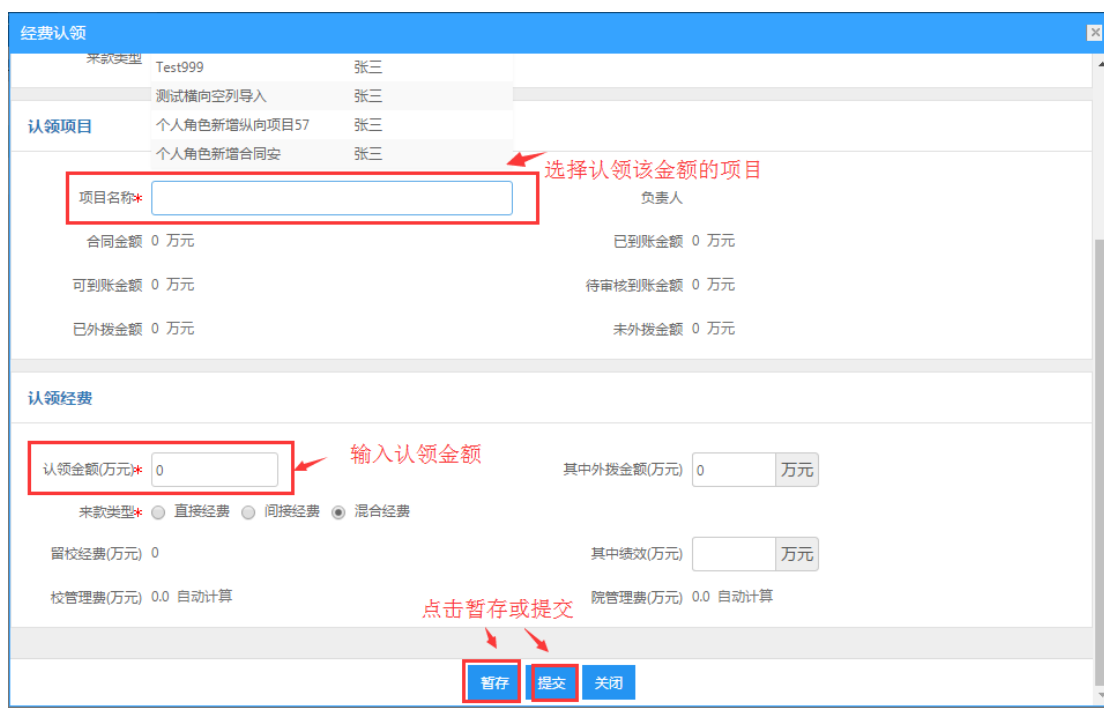 经费认领
来款类型
Test999 张三
测试横向空列导入 张三
认领项目
个人角色新增纵向项目57 张三
个人角色新增合同安 张三
选择认领该金额的项目
项目名称* 负责人
合同金额 0 万元 已到账金额 0 万元
可到账金额 0 万元 待审核到账金额 0 万元
已外拨金额 0 万元 未外拨金额 0 万元
认领经费
输入认领金额
认领金额(万元)* 0 其中外拨金额(万元) 0 万元
来款类型* 直接经费 间接经费 混合经费
留校经费(万元) 0 其中绩效(万元) 万元
校管理费(万元) 0.0 自动计算 院管理费(万元) 0.0 自动计算
点击暂存或提交
暂存 提交 关闭